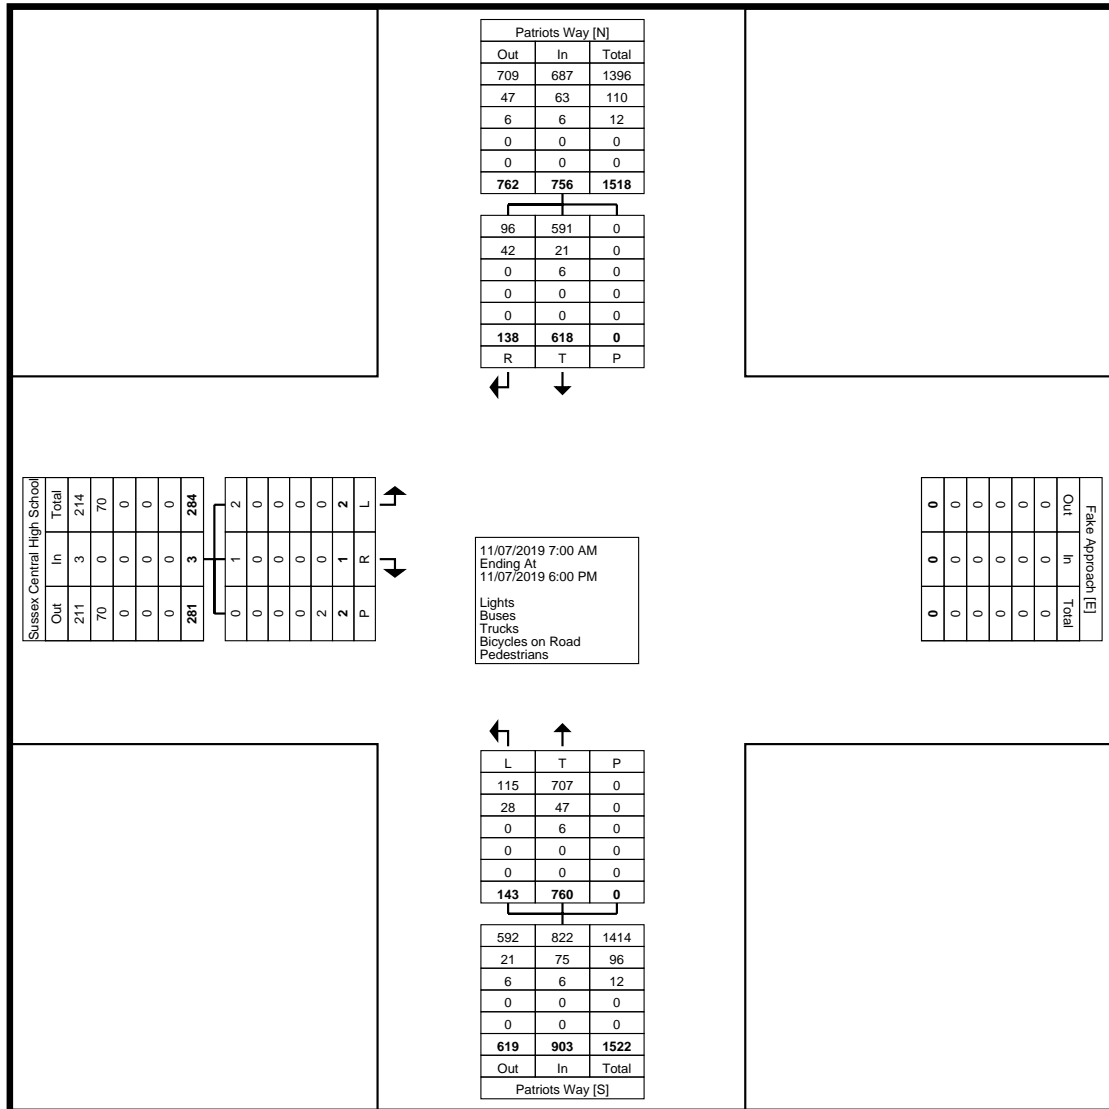 Patriots Way [N]
Out In Total
709 687 1396
47 63 110
6 6 12
0 0 0
0 0 0
762 756 1518
96 591 0
42 21 0
0 6 0
0 0 0
0 0 0
138 618 0
R T P
Sussex Central High School
Out In Total
211 3 214
70 0 70
0 0 0
0 0 0
0 0 0
281 3 284
0 1 2
0 0 0
0 0 0
0 0 0
2 0 0
2 1 2
P R L
11/07/2019 7:00 AM
Ending At
11/07/2019 6:00 PM
Lights
Buses
Trucks
Bicycles on Road
Pedestrians
Fake Approach [E]
Out In Total
0 0 0
0 0 0
0 0 0
0 0 0
0 0 0
0 0 0
L T P
115 707 0
28 47 0
0 6 0
0 0 0
0 0 0
143 760 0
592 822 1414
21 75 96
6 6 12
0 0 0
0 0 0
619 903 1522
Out In Total
Patriots Way [S]